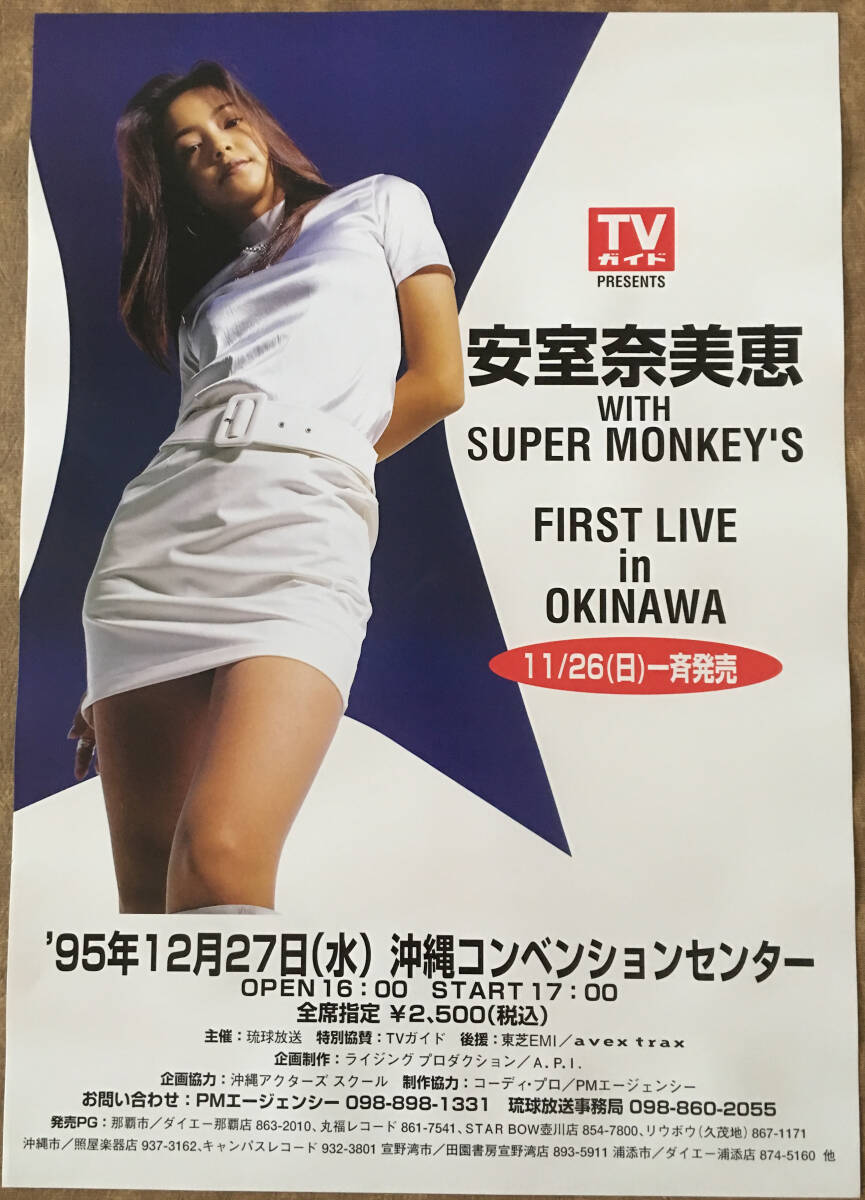 TV
ガイド
PRESENTS
安室奈美恵
WITH
SUPER MONKEY'S
FIRST LIVE
in
OKINAWA
11/26(日)一斉発売
'95年12月27日(水) 沖縄コンベンションセンター
OPEN 16:00 START 17:00
全席指定 ¥2,500(税込)
主催:琉球放送 特別協賛:TVガイド 後援:東芝EMI/avex trax
企画制作:ライジング プロダクション/A.P.I.
企画協力:沖縄アクターズ スクール 制作協力:コーディ・プロ/PMエージェンシー
お問い合わせ:PMエージェンシー 098-898-1331 琉球放送事務局 098-860-2055
発売PG:那覇市/ダイエー那覇店 863-2010、丸福レコード 861-7541、STAR BOW壺川店 854-7800、リウボウ(久茂地) 867-1171
沖縄市/照屋楽器店 937-3162、キャンパスレコード 932-3801 宜野湾市/田園書房宜野湾店 893-5911 浦添市/ダイエー浦添店 874-5160 他